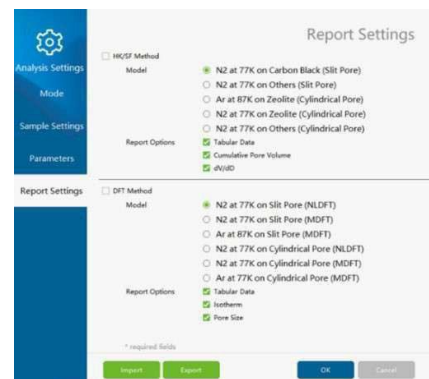 Report Settings
Analysis Settings
Mode
Sample Settings
Parameters
Report Settings
HK/SF Method
Model
N2 at 77K on Carbon Black (Slit Pore)
N2 at 77K on Others (Slit Pore)
Ar at 87K on Zeolite (Cylindrical Pore)
N2 at 77K on Zeolite (Cylindrical Pore)
N2 at 77K on Others (Cylindrical Pore)
Report Options
Tabular Data
Cumulative Pore Volume
dV/dD
DFT Method
Model
N2 at 77K on Slit Pore (NLDFT)
N2 at 77K on Slit Pore (MDFT)
Ar at 87K on Slit Pore (MDFT)
N2 at 77K on Cylindrical Pore (NLDFT)
N2 at 77K on Cylindrical Pore (MDFT)
Ar at 77K on Cylindrical Pore (MDFT)
Report Options
Tabular Data
Isotherm
Pore Size
* required fields
Import
Export
OK
Cancel